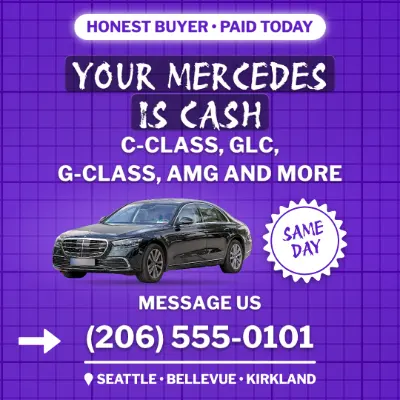 HONEST BUYER • PAID TODAY
YOUR MERCEDES
IS CASH
C-CLASS, GLC,
G-CLASS, AMG AND MORE
SAME
DAY
MESSAGE US
(206) 555-0101
SEATTLE • BELLEVUE • KIRKLAND